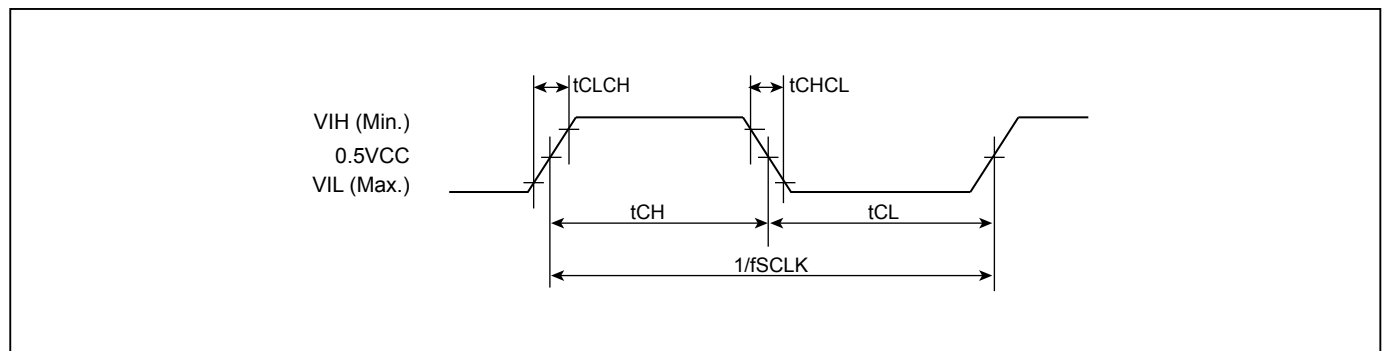 tCLCH
tCHCL
VIH (Min.)
0.5VCC
VIL (Max.)
tCH
tCL
1/fSCLK